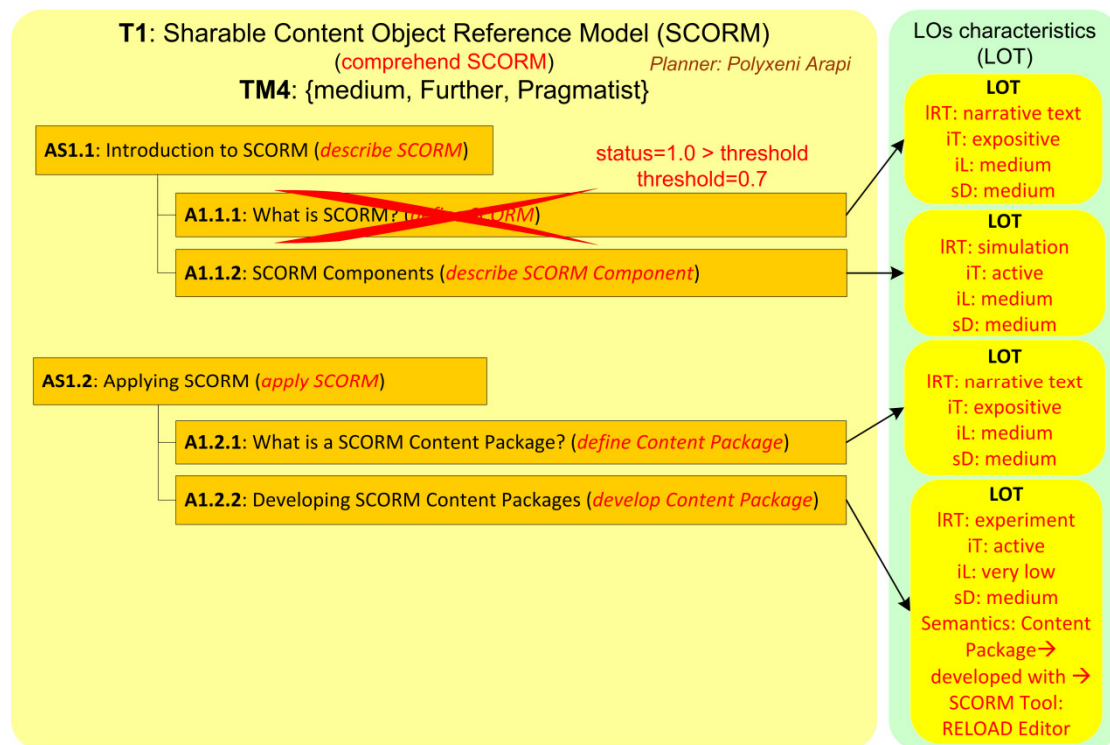 T1: Sharable Content Object Reference Model (SCORM)
(comprehend SCORM)
Planner: Polyxeni Arapi
TM4: {medium, Further, Pragmatist}
AS1.1: Introduction to SCORM (describe SCORM)
status=1.0 > threshold
threshold=0.7
A1.1.1: What is SCORM? (define SCORM)
A1.1.2: SCORM Components (describe SCORM Component)
AS1.2: Applying SCORM (apply SCORM)
A1.2.1: What is a SCORM Content Package? (define Content Package)
A1.2.2: Developing SCORM Content Packages (develop Content Package)
LOs characteristics
(LOT)
LOT
lRT: narrative text
iT: expositive
iL: medium
sD: medium
LOT
lRT: simulation
iT: active
iL: medium
sD: medium
LOT
lRT: narrative text
iT: expositive
iL: medium
sD: medium
LOT
lRT: experiment
iT: active
iL: very low
sD: medium
Semantics: Content
Package→
developed with →
SCORM Tool:
RELOAD Editor